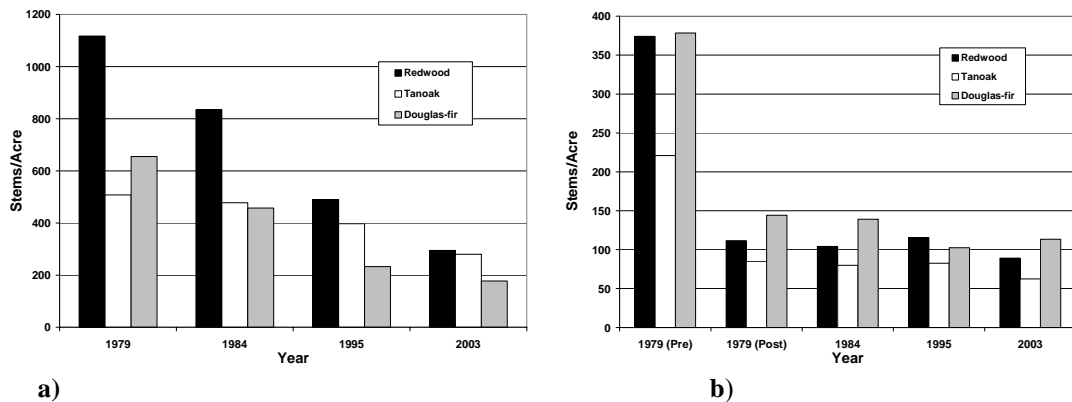 1200
1000
800
600
400
200
0
Stems/Acre
Redwood
Tanoak
Douglas-fir
1979 1984 1995 2003
Year
a)
400
350
300
250
200
150
100
50
0
Stems/Acre
Redwood
Tanoak
Douglas-fir
1979 (Pre) 1979 (Post) 1984 1995 2003
Year
b)